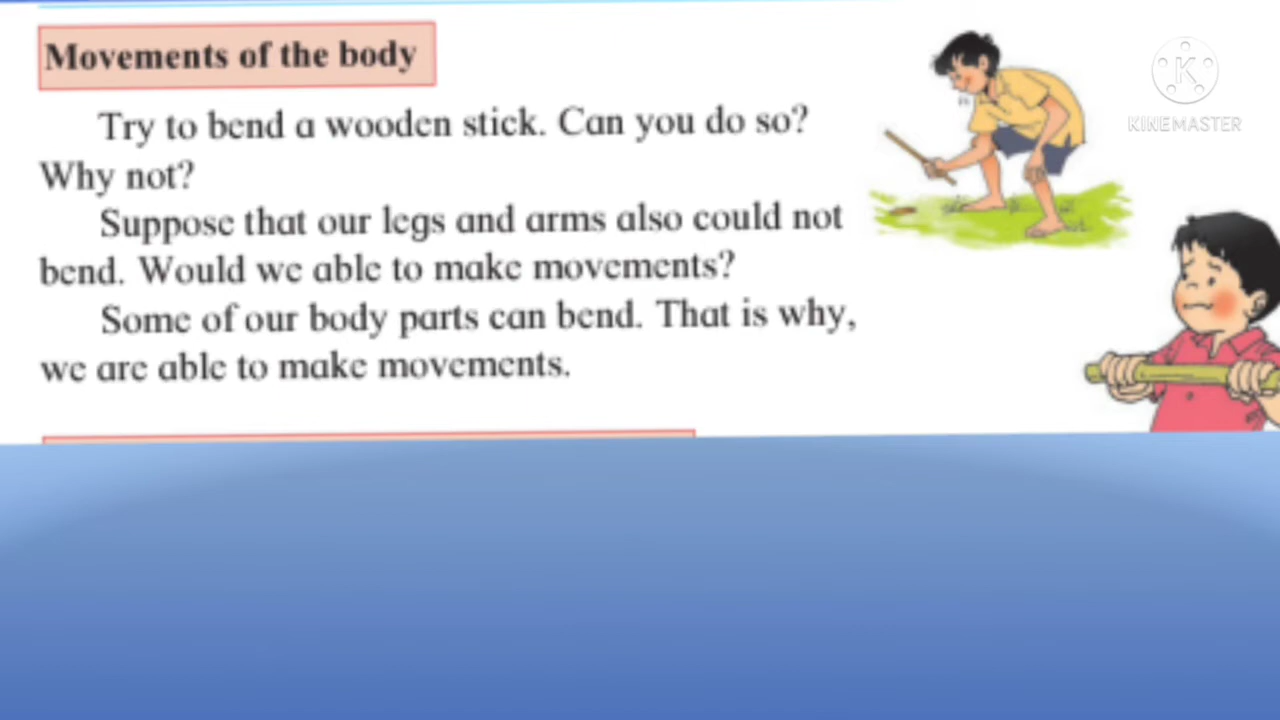 Movements of the body
Try to bend a wooden stick. Can you do so?
Why not?
Suppose that our legs and arms also could not
bend. Would we able to make movements?
Some of our body parts can bend. That is why,
we are able to make movements.
KINEMASTER